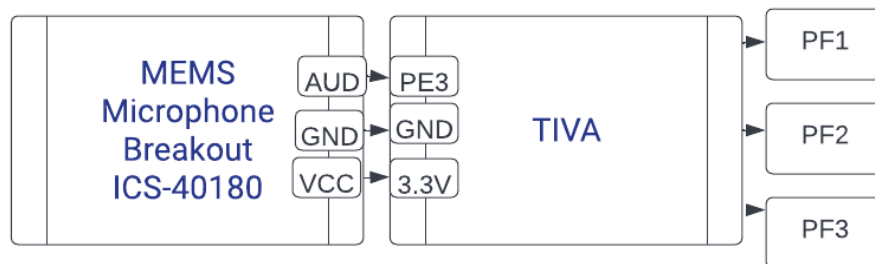 MEMS
Microphone
Breakout
ICS-40180
AUD
GND
VCC
PE3
GND
3.3V
TIVA
PF1
PF2
PF3